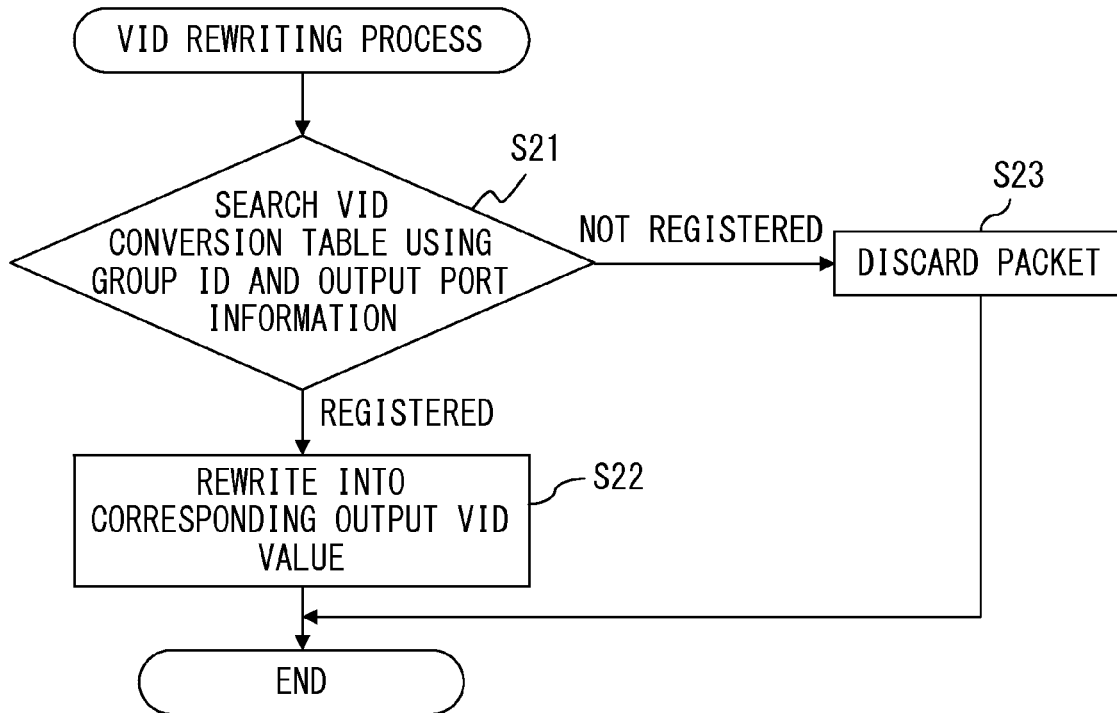 VID REWRITING PROCESS
S21
SEARCH VID
CONVERSION TABLE USING
GROUP ID AND OUTPUT PORT
INFORMATION
NOT REGISTERED
S23
DISCARD PACKET
REGISTERED
REWRITE INTO
CORRESPONDING OUTPUT VID
VALUE
S22
END